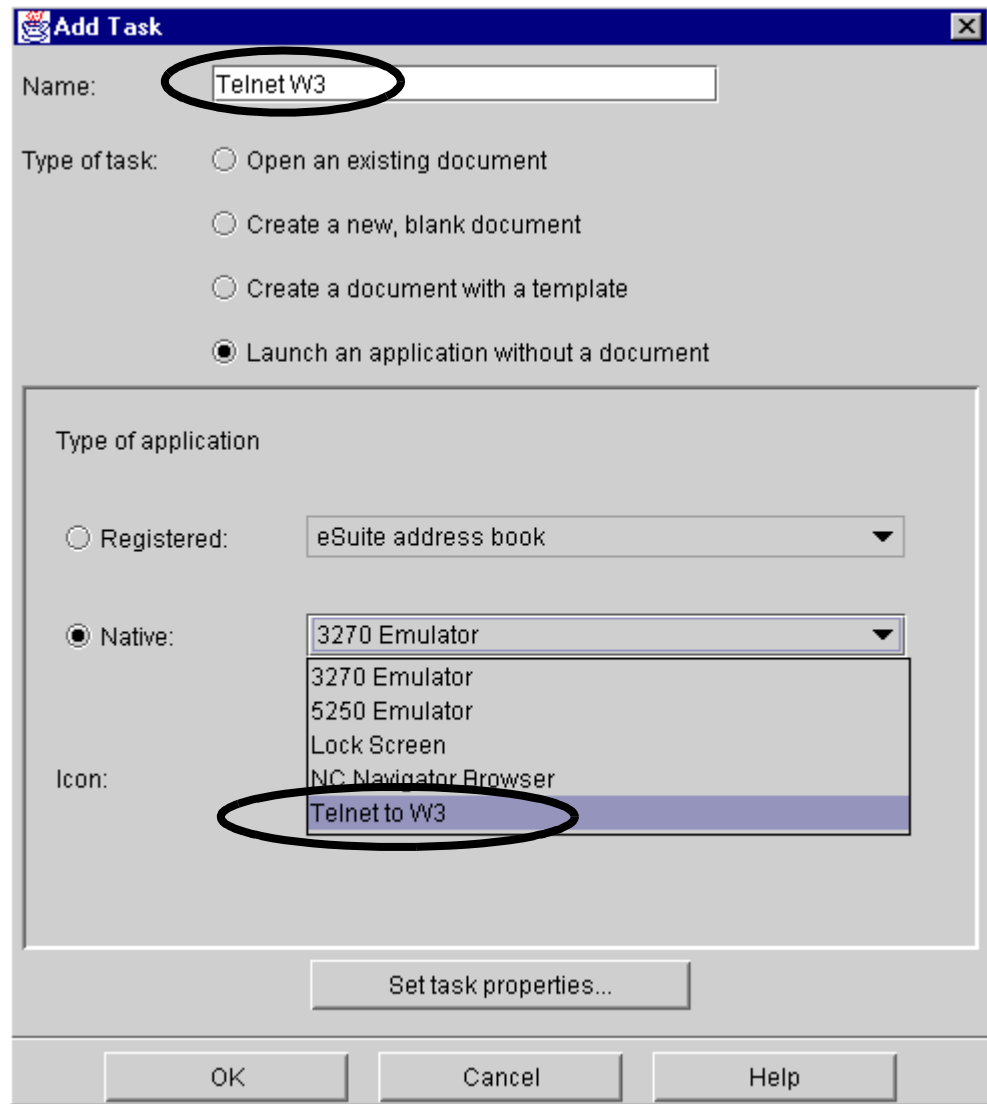 Add Task
Name: Telnet W3
Type of task: Open an existing document
Create a new, blank document
Create a document with a template
Launch an application without a document
Type of application
Registered: eSuite address book
Native: 3270 Emulator
3270 Emulator
5250 Emulator
Lock Screen
Icon: NC Navigator Browser
Telnet to W3
Set task properties...
OK Cancel Help